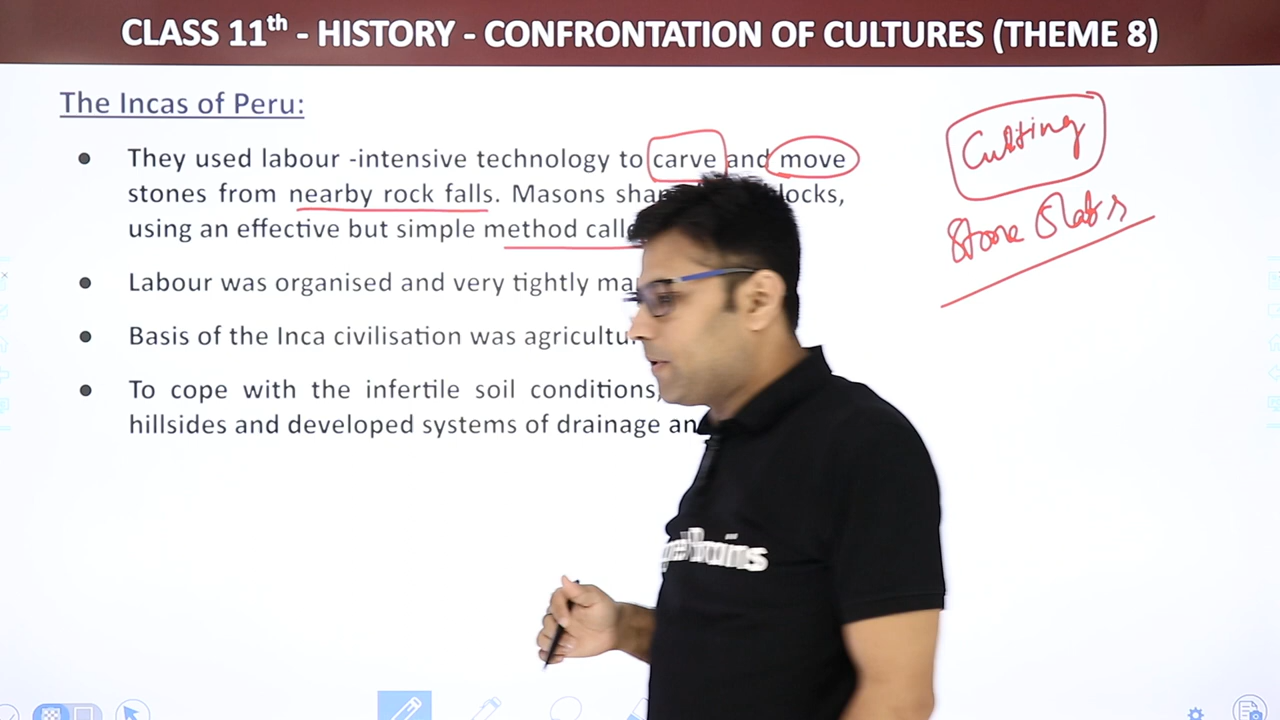 CLASS 11th - HISTORY - CONFRONTATION OF CULTURES (THEME 8)
The Incas of Peru:
They used labour -intensive technology to carve and move
stones from nearby rock falls. Masons
using an effective but simple method
Labour was organised and very tightly
Basis of the Inca civilisation was
To cope with the infertile soil conditions
hillsides and developed systems of drainage
Cutting
Stone Slabs